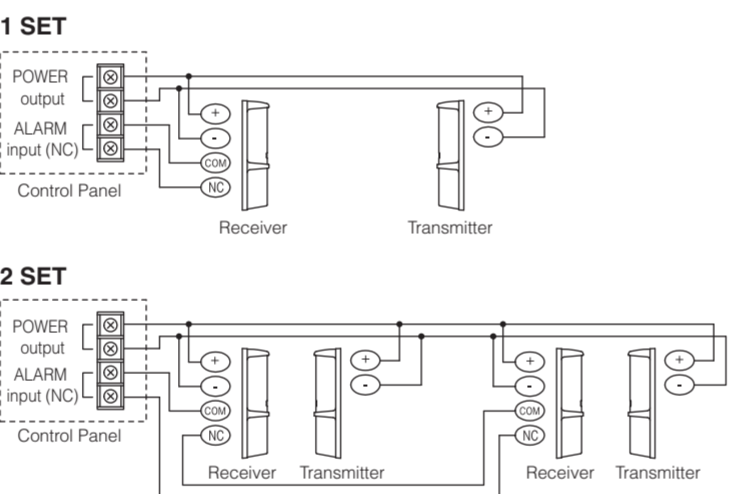 1 SET
POWER
output
ALARM
input (NC)
Control Panel
+
-
COM
NC
Receiver
+
-
Transmitter
2 SET
POWER
output
ALARM
input (NC)
Control Panel
+
-
COM
NC
Receiver
+
-
Transmitter
+
-
COM
NC
Receiver
+
-
Transmitter